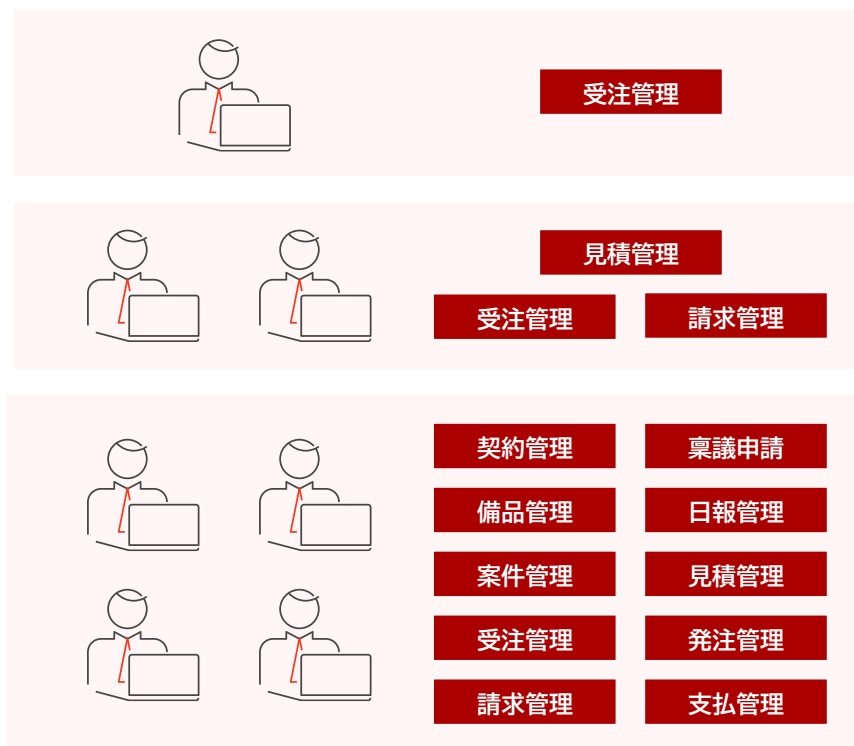 受注管理
見積管理
受注管理
請求管理
契約管理
稟議申請
備品管理
日報管理
案件管理
見積管理
受注管理
発注管理
請求管理
支払管理